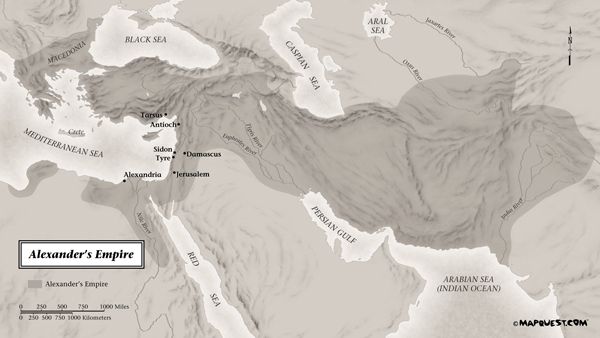 BLACK SEA
MACEDONIA
ARAL
SEA
Jaxartes River
N
CASPIAN SEA
Oxus River
Tarsus
Antioch
Crete
MEDITERRANEAN SEA
Tigris River
Euphrates River
Sidon
Tyre
Damascus
Alexandria
Jerusalem
Nile River
PERSIAN GULF
Indus River
RED SEA
ARABIAN SEA
(INDIAN OCEAN)
Alexander's Empire
Alexander's Empire
0 250 500 750 1000 Miles
0 250 500 750 1000 Kilometers
©MAPQUEST.COM